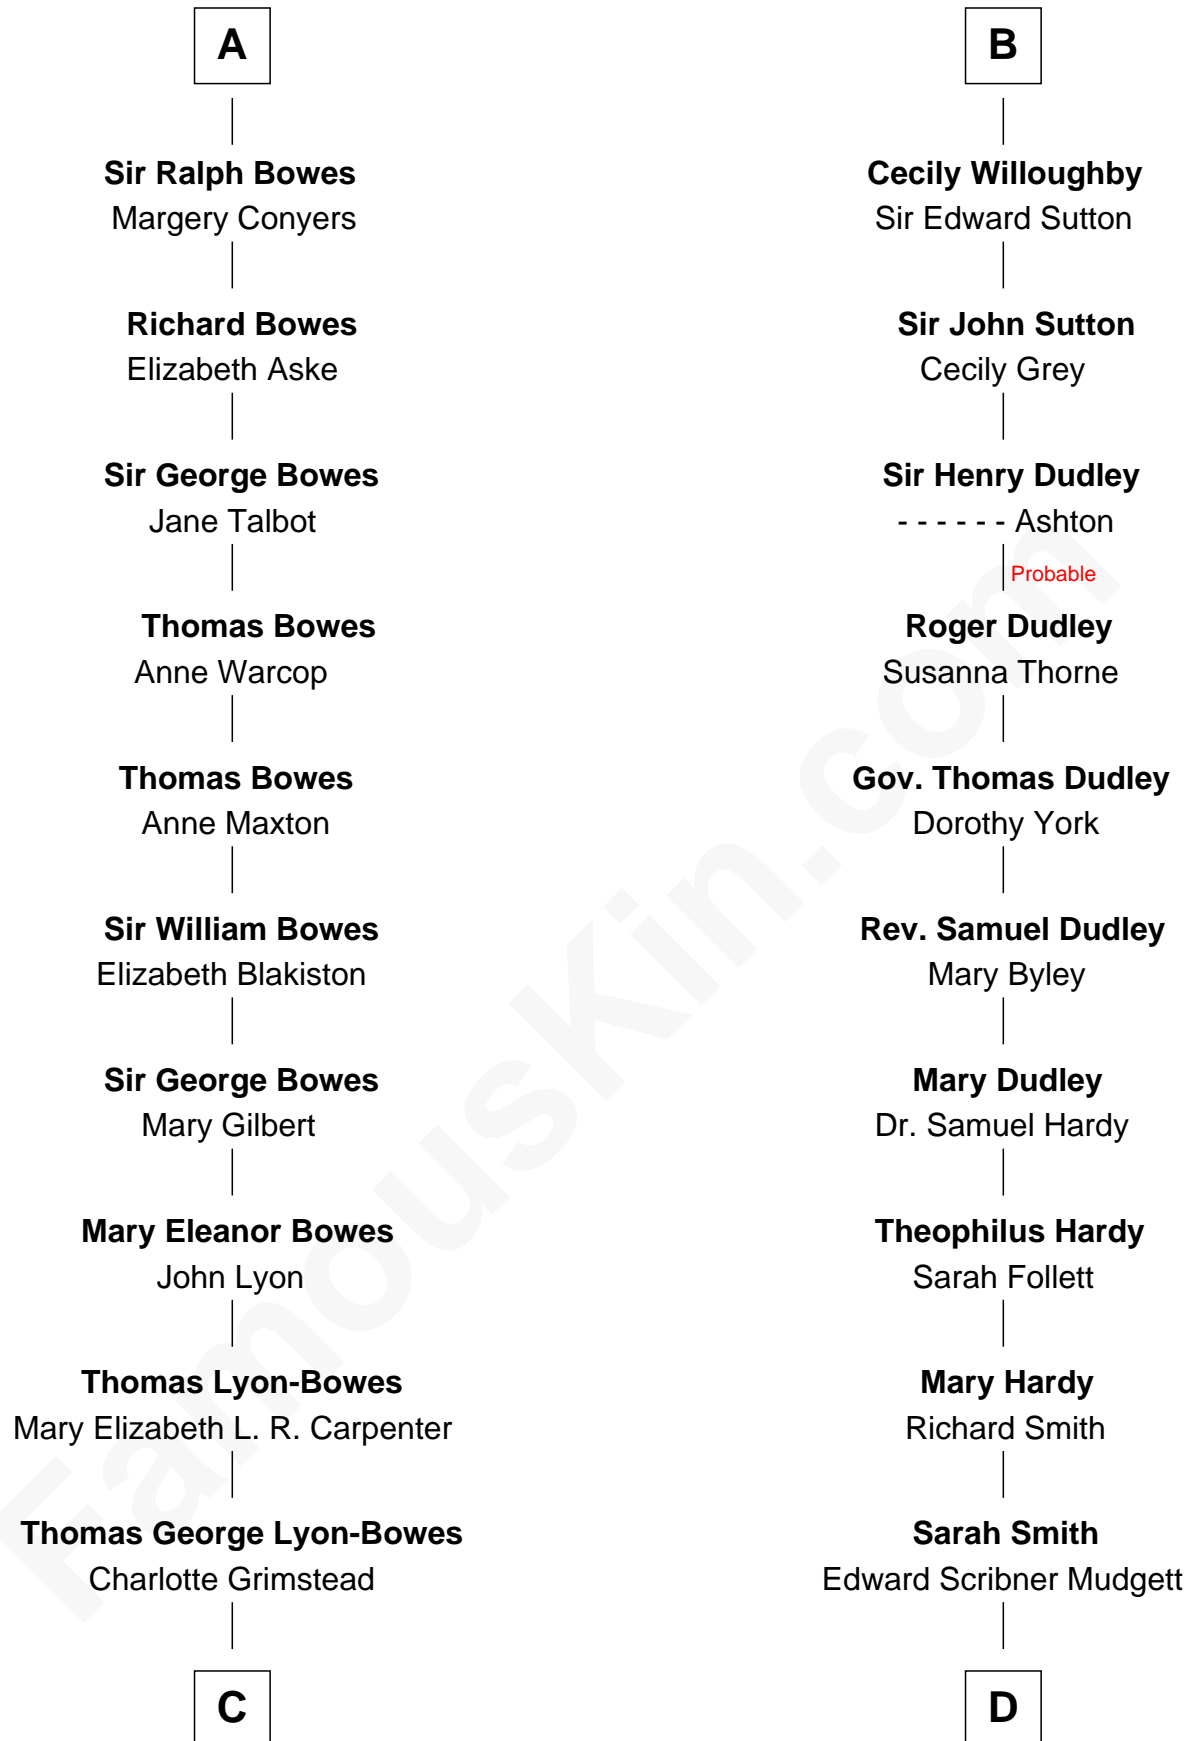 A
Sir Ralph Bowes
Margery Conyers
Richard Bowes
Elizabeth Aske
Sir George Bowes
Jane Talbot
Thomas Bowes
Anne Warcop
Thomas Bowes
Anne Maxton
Sir William Bowes
Elizabeth Blakiston
Sir George Bowes
Mary Gilbert
Mary Eleanor Bowes
John Lyon
Thomas Lyon-Bowes
Mary Elizabeth L. R. Carpenter
Thomas George Lyon-Bowes
Charlotte Grimstead
C
B
Cecily Willoughby
Sir Edward Sutton
Sir John Sutton
Cecily Grey
Sir Henry Dudley
- - - - - - Ashton
Probable
Roger Dudley
Susanna Thorne
Gov. Thomas Dudley
Dorothy York
Rev. Samuel Dudley
Mary Byley
Mary Dudley
Dr. Samuel Hardy
Theophilus Hardy
Sarah Follett
Mary Hardy
Richard Smith
Sarah Smith
Edward Scribner Mudgett
D
FamousKin.com